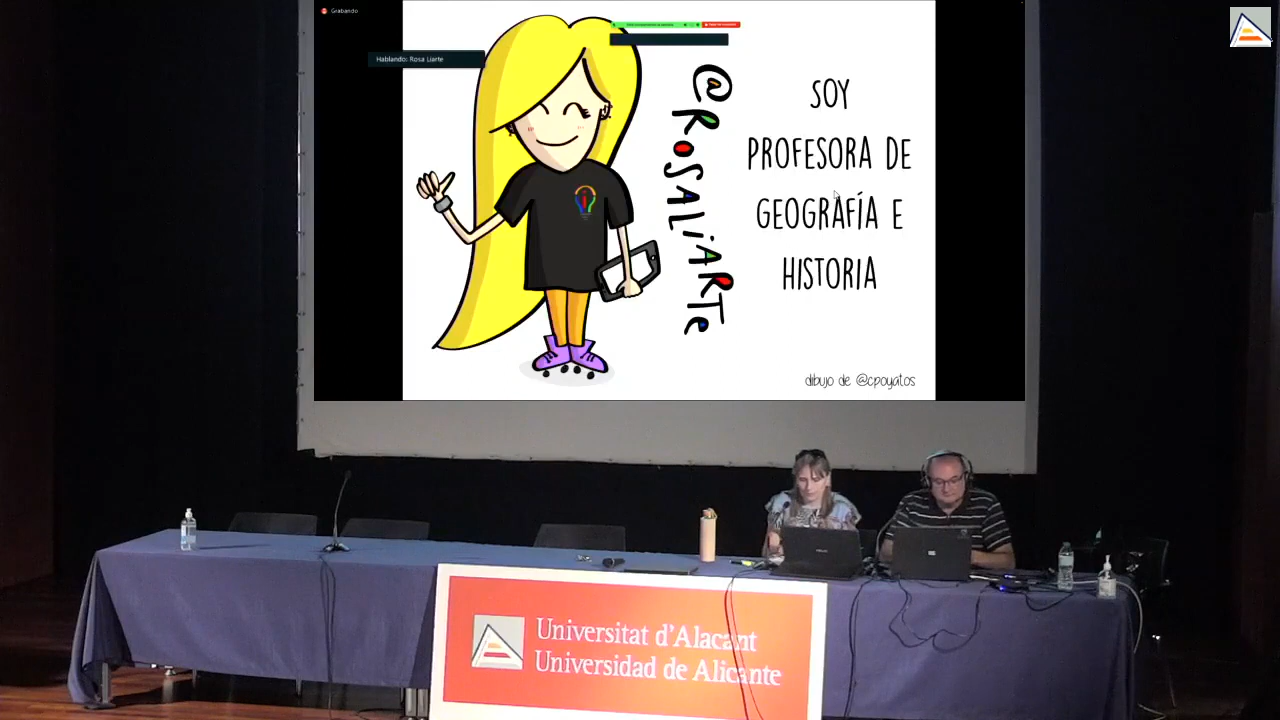 Grabando
Hablando: Rosa Liarte
@ROSALiARTe
SOY
PROFESORA DE
GEOGRAFÍA E
HISTORIA
dibujo de @cpoyatos
Universitat d'Alacant
Universidad de Alicante